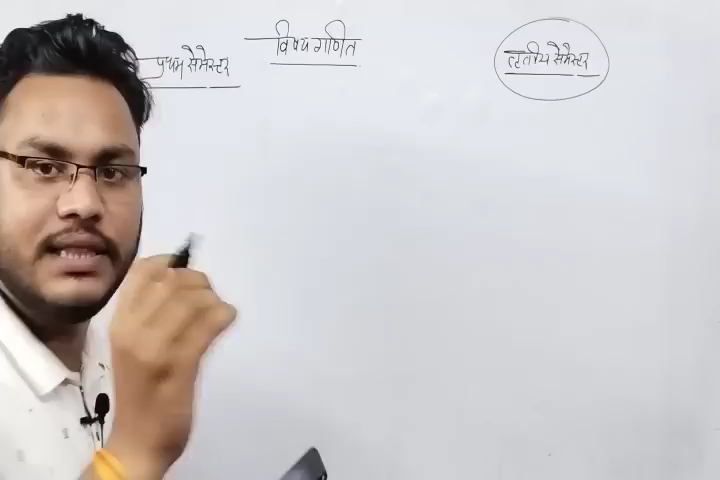 विषय गणित
प्रथम सैमेस्टर
तृतीय सैमेस्टर